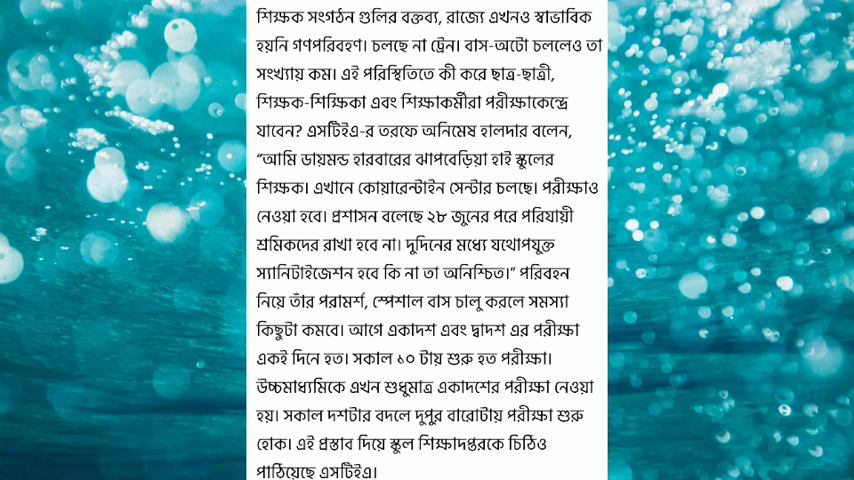 শিক্ষক সংগঠন গুলির বক্তব্য, রাজ্যে এখনও স্বাভাবিক
হয়নি গণপরিবহণ। চলছে না ট্রেন। বাস-অটো চললেও তা
সংখ্যায় কম। এই পরিস্থিতিতে কী করে ছাত্র-ছাত্রী,
শিক্ষক-শিক্ষিকা এবং শিক্ষাকর্মীরা পরীক্ষাকেন্দ্রে
যাবেন? এসটিইএ-র তরফে অনিমেষ হালদার বলেন,
“আমি ডায়মন্ড হারবারের ঝাপবেড়িয়া হাই স্কুলের
শিক্ষক। এখানে কোয়ারেন্টাইন সেন্টার চলছে। পরীক্ষাও
নেওয়া হবে। প্রশাসন বলেছে ২৮ জুনের পরে পরিযায়ী
শ্রমিকদের রাখা হবে না। দুদিনের মধ্যে যথোপযুক্ত
স্যানিটাইজেশন হবে কি না তা অনিশ্চিত।” পরিবহন
নিয়ে তাঁর পরামর্শ, স্পেশাল বাস চালু করলে সমস্যা
কিছুটা কমবে। আগে একাদশ এবং দ্বাদশ এর পরীক্ষা
একই দিনে হত। সকাল ১০ টায় শুরু হত পরীক্ষা।
উচ্চমাধ্যমিকে এখন শুধুমাত্র একাদশের পরীক্ষা নেওয়া
হয়। সকাল দশটার বদলে দুপুর বারোটায় পরীক্ষা শুরু
হোক। এই প্রস্তাব দিয়ে স্কুল শিক্ষাদপ্তরকে চিঠিও
পাঠিয়েছে এসটিইএ।